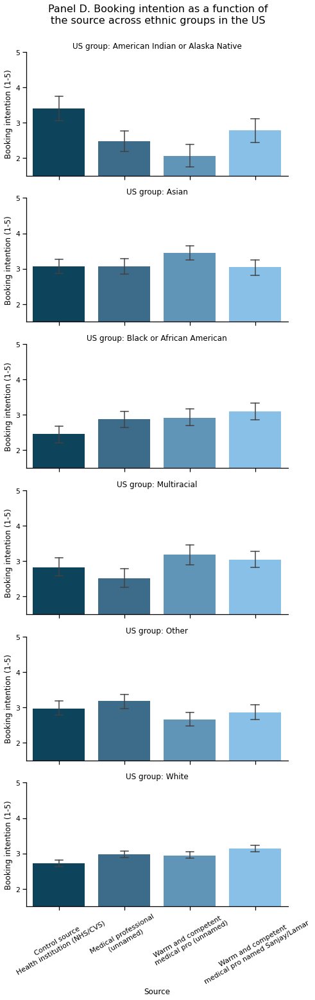 Panel D. Booking intention as a function of
the source across ethnic groups in the US
US group: American Indian or Alaska Native
Booking intention (1-5)
5
4
3
2
US group: Asian
Booking intention (1-5)
5
4
3
2
US group: Black or African American
Booking intention (1-5)
5
4
3
2
US group: Multiracial
Booking intention (1-5)
5
4
3
2
US group: Other
Booking intention (1-5)
5
4
3
2
US group: White
Booking intention (1-5)
5
4
3
2
Control source
Health institution (NHS/CVS)
Medical professional
(unnamed)
Warm and competent
medical pro (unnamed)
Warm and competent
medical pro named Sanjay/Lamar
Source